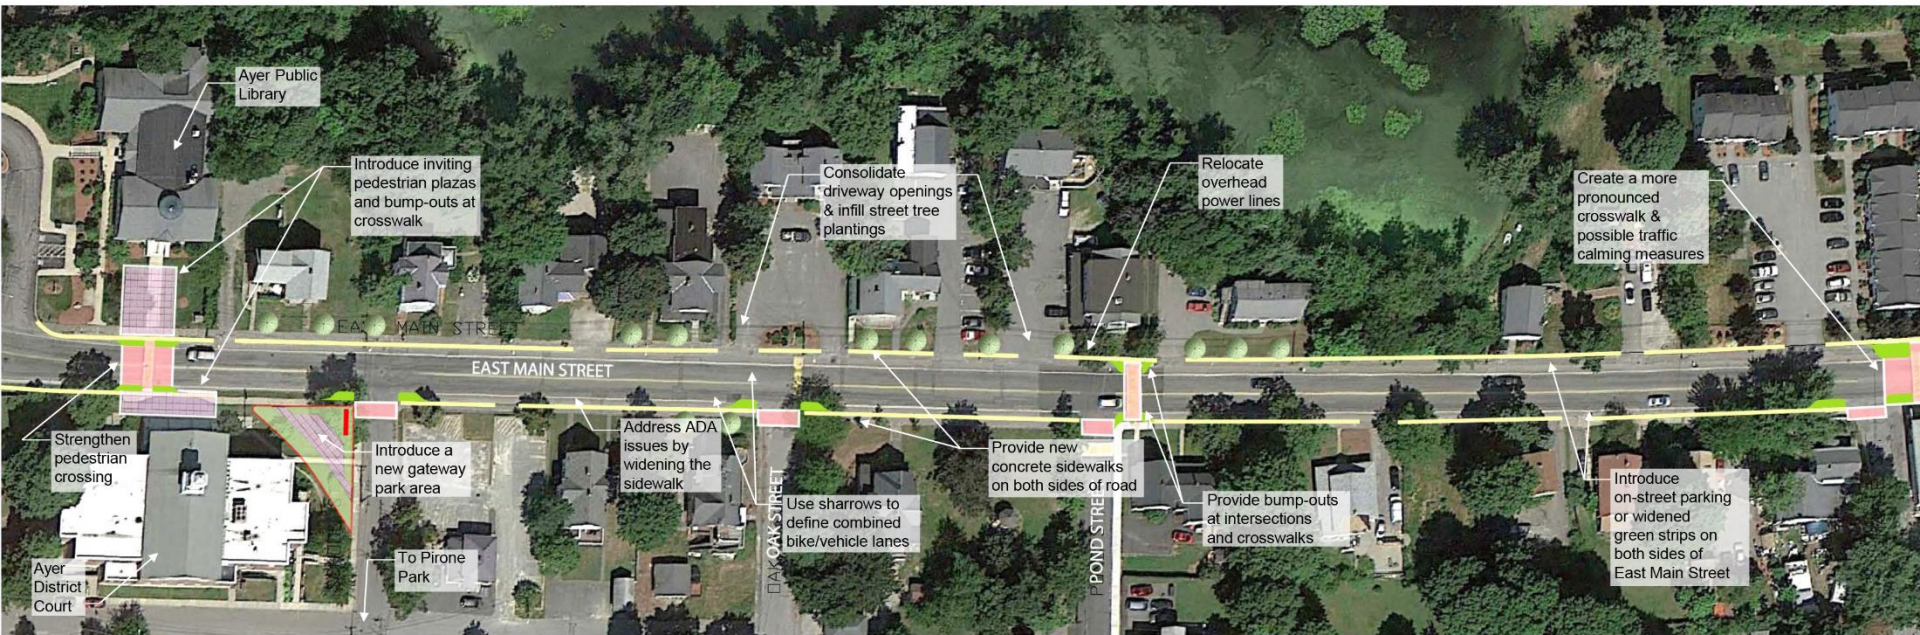 Ayer Public
Library
Introduce inviting
pedestrian plazas
and bump-outs at
crosswalk
Consolidate
driveway openings
& infill street tree
plantings
Relocate
overhead
power lines
Create a more
pronounced
crosswalk &
possible traffic
calming measures
EAST MAIN STREET
EAST MAIN STREET
Strengthen
pedestrian
crossing
Introduce a
new gateway
park area
Address ADA
issues by
widening the
sidewalk
Provide new
concrete sidewalks
on both sides of road
Use sharrows to
define combined
bike/vehicle lanes
OAK STREET
POND STREET
Provide bump-outs
at intersections
and crosswalks
Introduce
on-street parking
or widened
green strips on
both sides of
East Main Street
Ayer
District
Court
To Pirone
Park